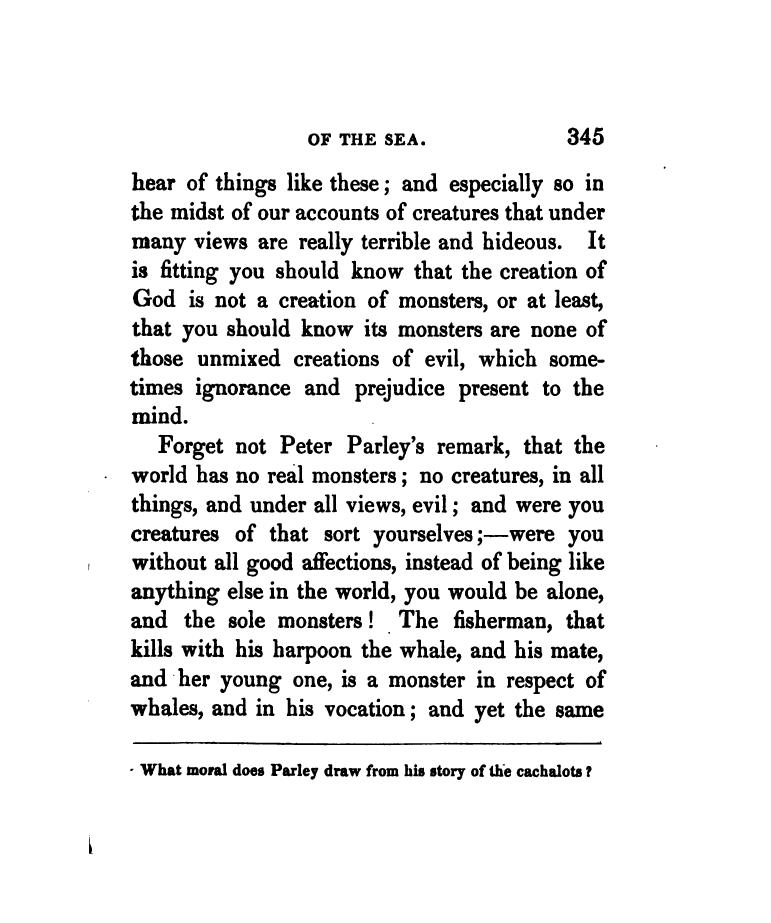 OF THE SEA. 345
hear of things like these; and especially so in
the midst of our accounts of creatures that under
many views are really terrible and hideous. It
is fitting you should know that the creation of
God is not a creation of monsters, or at least,
that you should know its monsters are none of
those unmixed creations of evil, which some-
times ignorance and prejudice present to the
mind.
Forget not Peter Parley's remark, that the
world has no real monsters; no creatures, in all
things, and under all views, evil; and were you
creatures of that sort yourselves;—were you
without all good affections, instead of being like
anything else in the world, you would be alone,
and the sole monsters! The fisherman, that
kills with his harpoon the whale, and his mate,
and her young one, is a monster in respect of
whales, and in his vocation; and yet the same
What moral does Parley draw from his story of the cachalots?